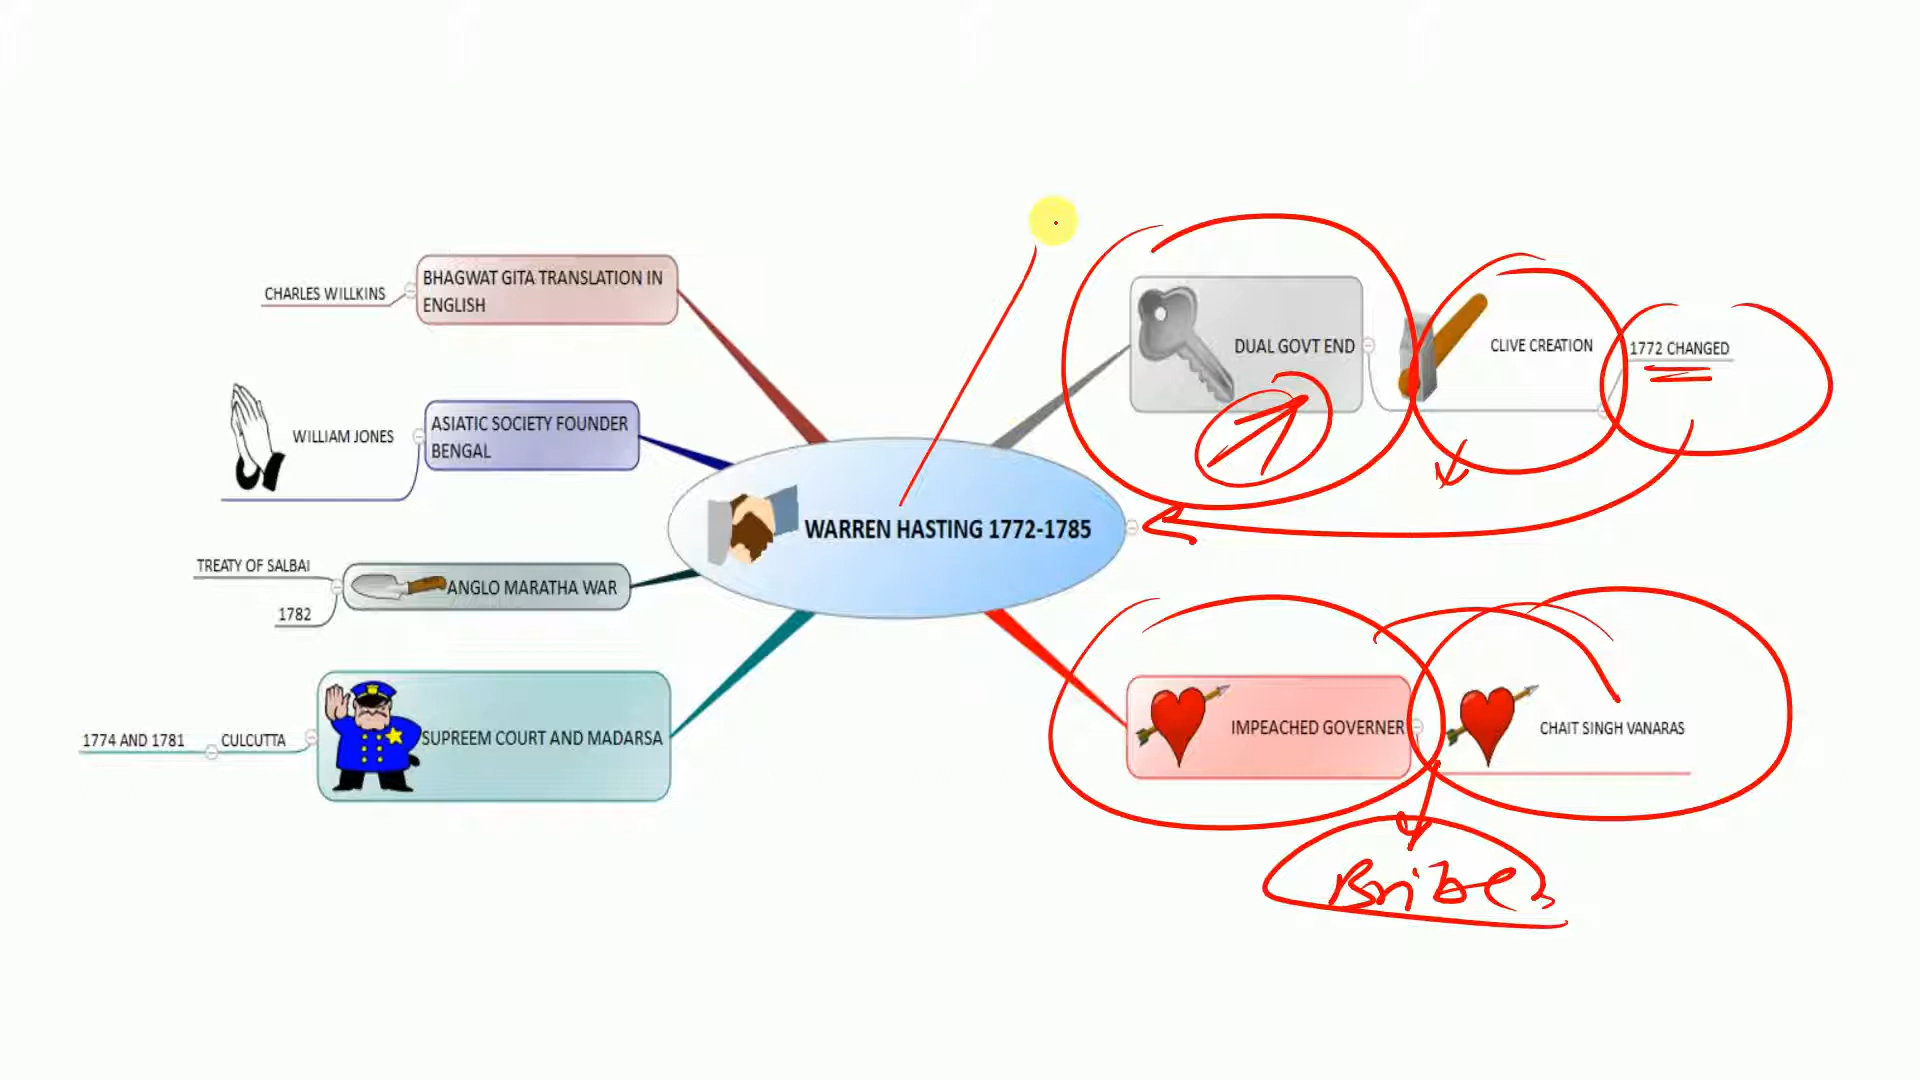 BHAGWAT GITA TRANSLATION IN
ENGLISH
CHARLES WILLKINS
ASIATIC SOCIETY FOUNDER
BENGAL
WILLIAM JONES
ANGLO MARATHA WAR
TREATY OF SALBAI
1782
SUPREEM COURT AND MADARSA
CULCUTTA
1774 AND 1781
WARREN HASTING 1772-1785
DUAL GOVT END
CLIVE CREATION
1772 CHANGED
IMPEACHED GOVERNER
CHAIT SINGH VANARAS
Bribes